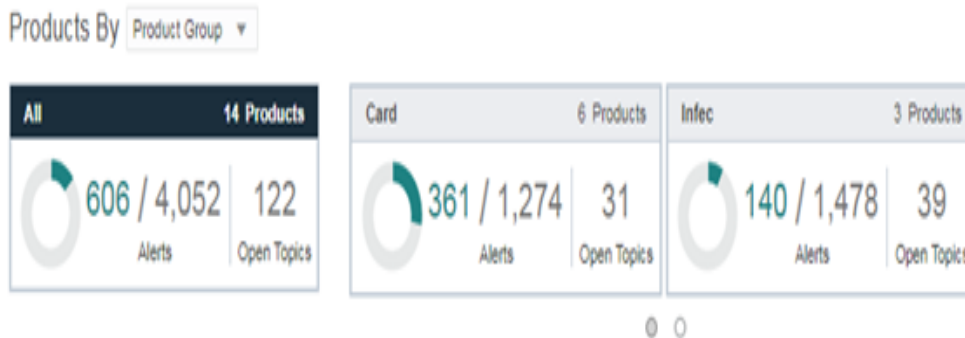 Products By Product Group
All 14 Products
606 / 4,052 122
Alerts Open Topics
Card 6 Products
361 / 1,274 31
Alerts Open Topics
Infec 3 Products
140 / 1,478 39
Alerts Open Topics